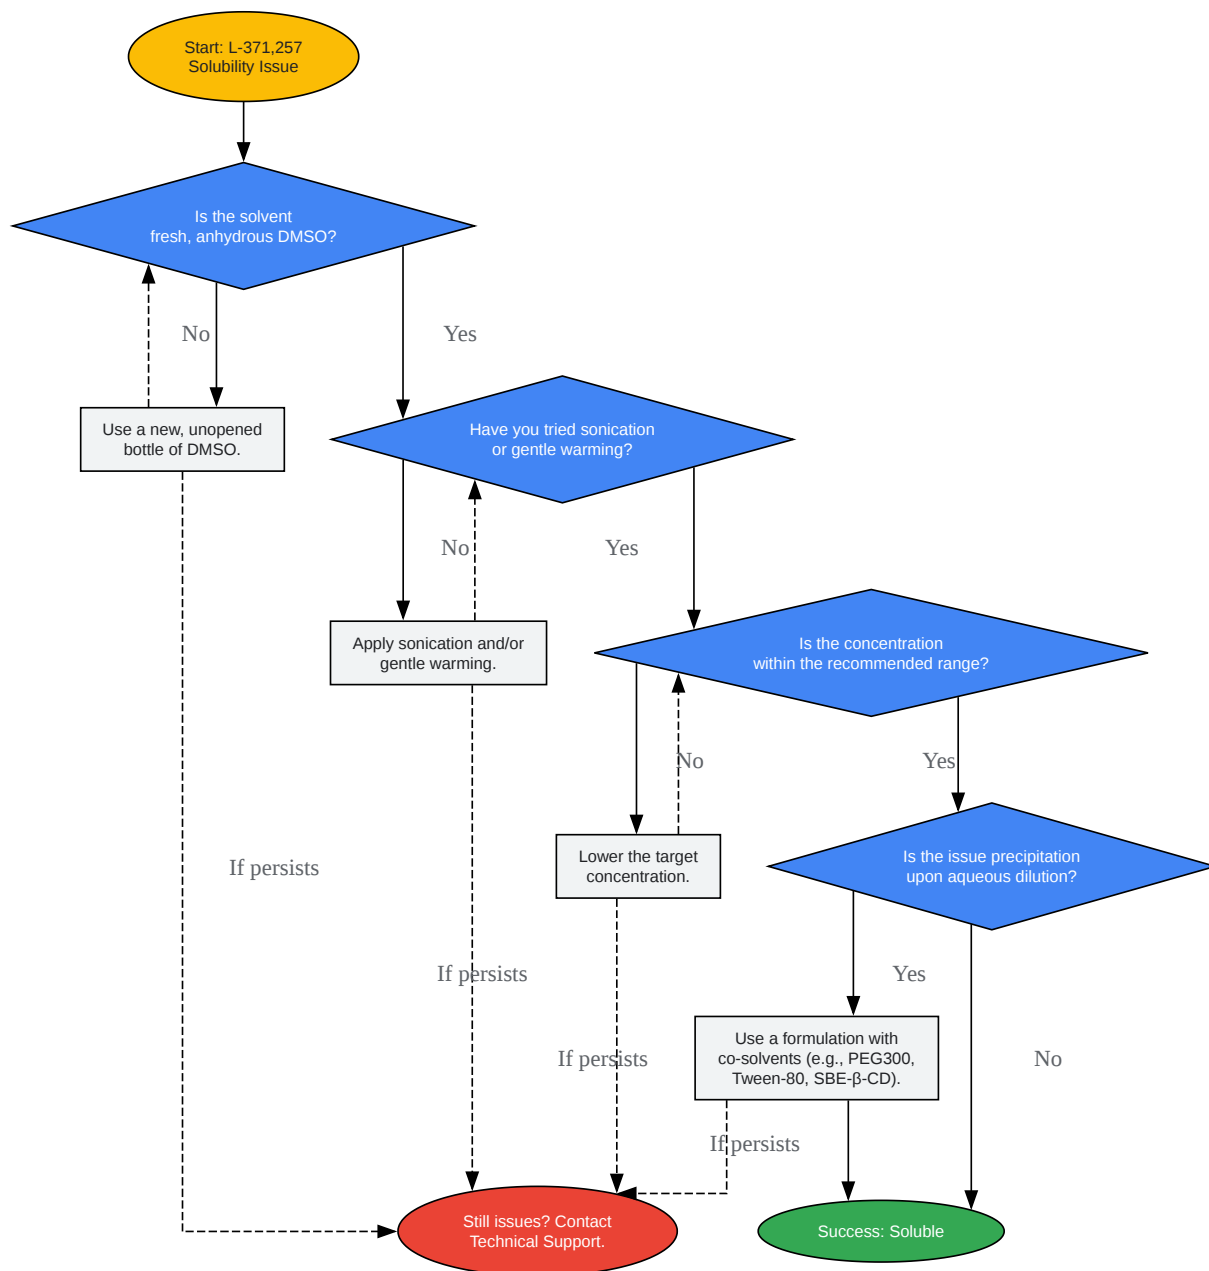 Start: L-371,257
Solubility Issue
Is the solvent
fresh, anhydrous DMSO?
No
Yes
Use a new, unopened
bottle of DMSO.
Have you tried sonication
or gentle warming?
No
Yes
Apply sonication and/or
gentle warming.
Is the concentration
within the recommended range?
No
Yes
Lower the target
concentration.
Is the issue precipitation
upon aqueous dilution?
If persists
If persists
Yes
Use a formulation with
co-solvents (e.g., PEG300,
Tween-80, SBE-β-CD).
If persists
No
If persists
Still issues? Contact
Technical Support.
Success: Soluble